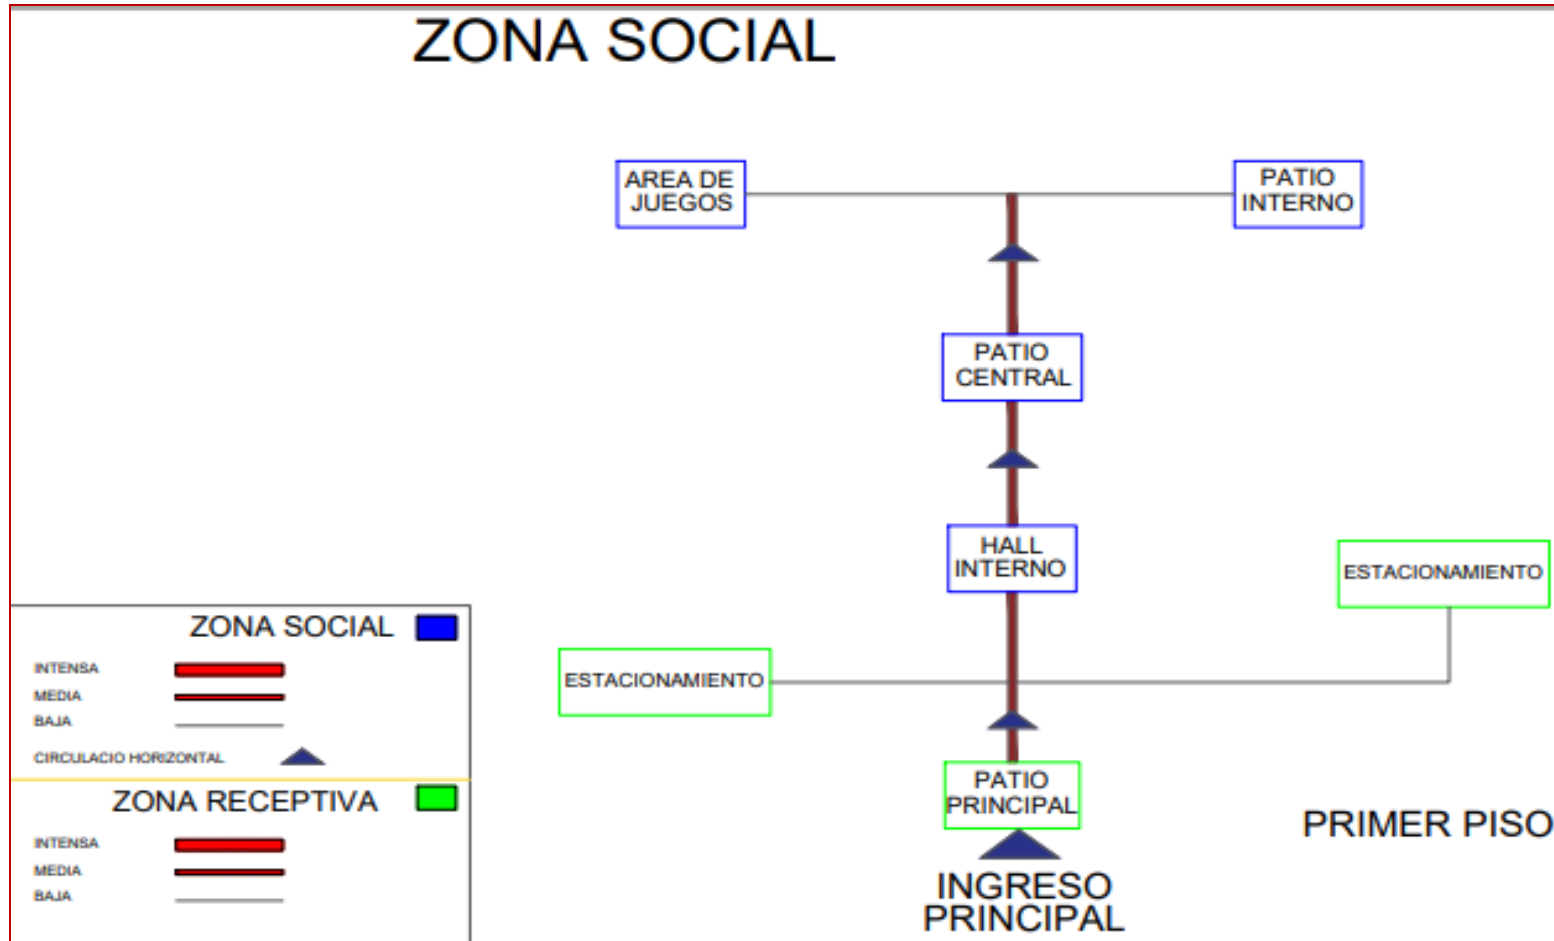 ZONA SOCIAL
AREA DE
JUEGOS
PATIO
INTERNO
PATIO
CENTRAL
HALL
INTERNO
ESTACIONAMIENTO
ESTACIONAMIENTO
PATIO
PRINCIPAL
INGRESO
PRINCIPAL
PRIMER PISO
ZONA SOCIAL
INTENSA
MEDIA
BAJA
CIRCULACIO HORIZONTAL
ZONA RECEPTIVA
INTENSA
MEDIA
BAJA